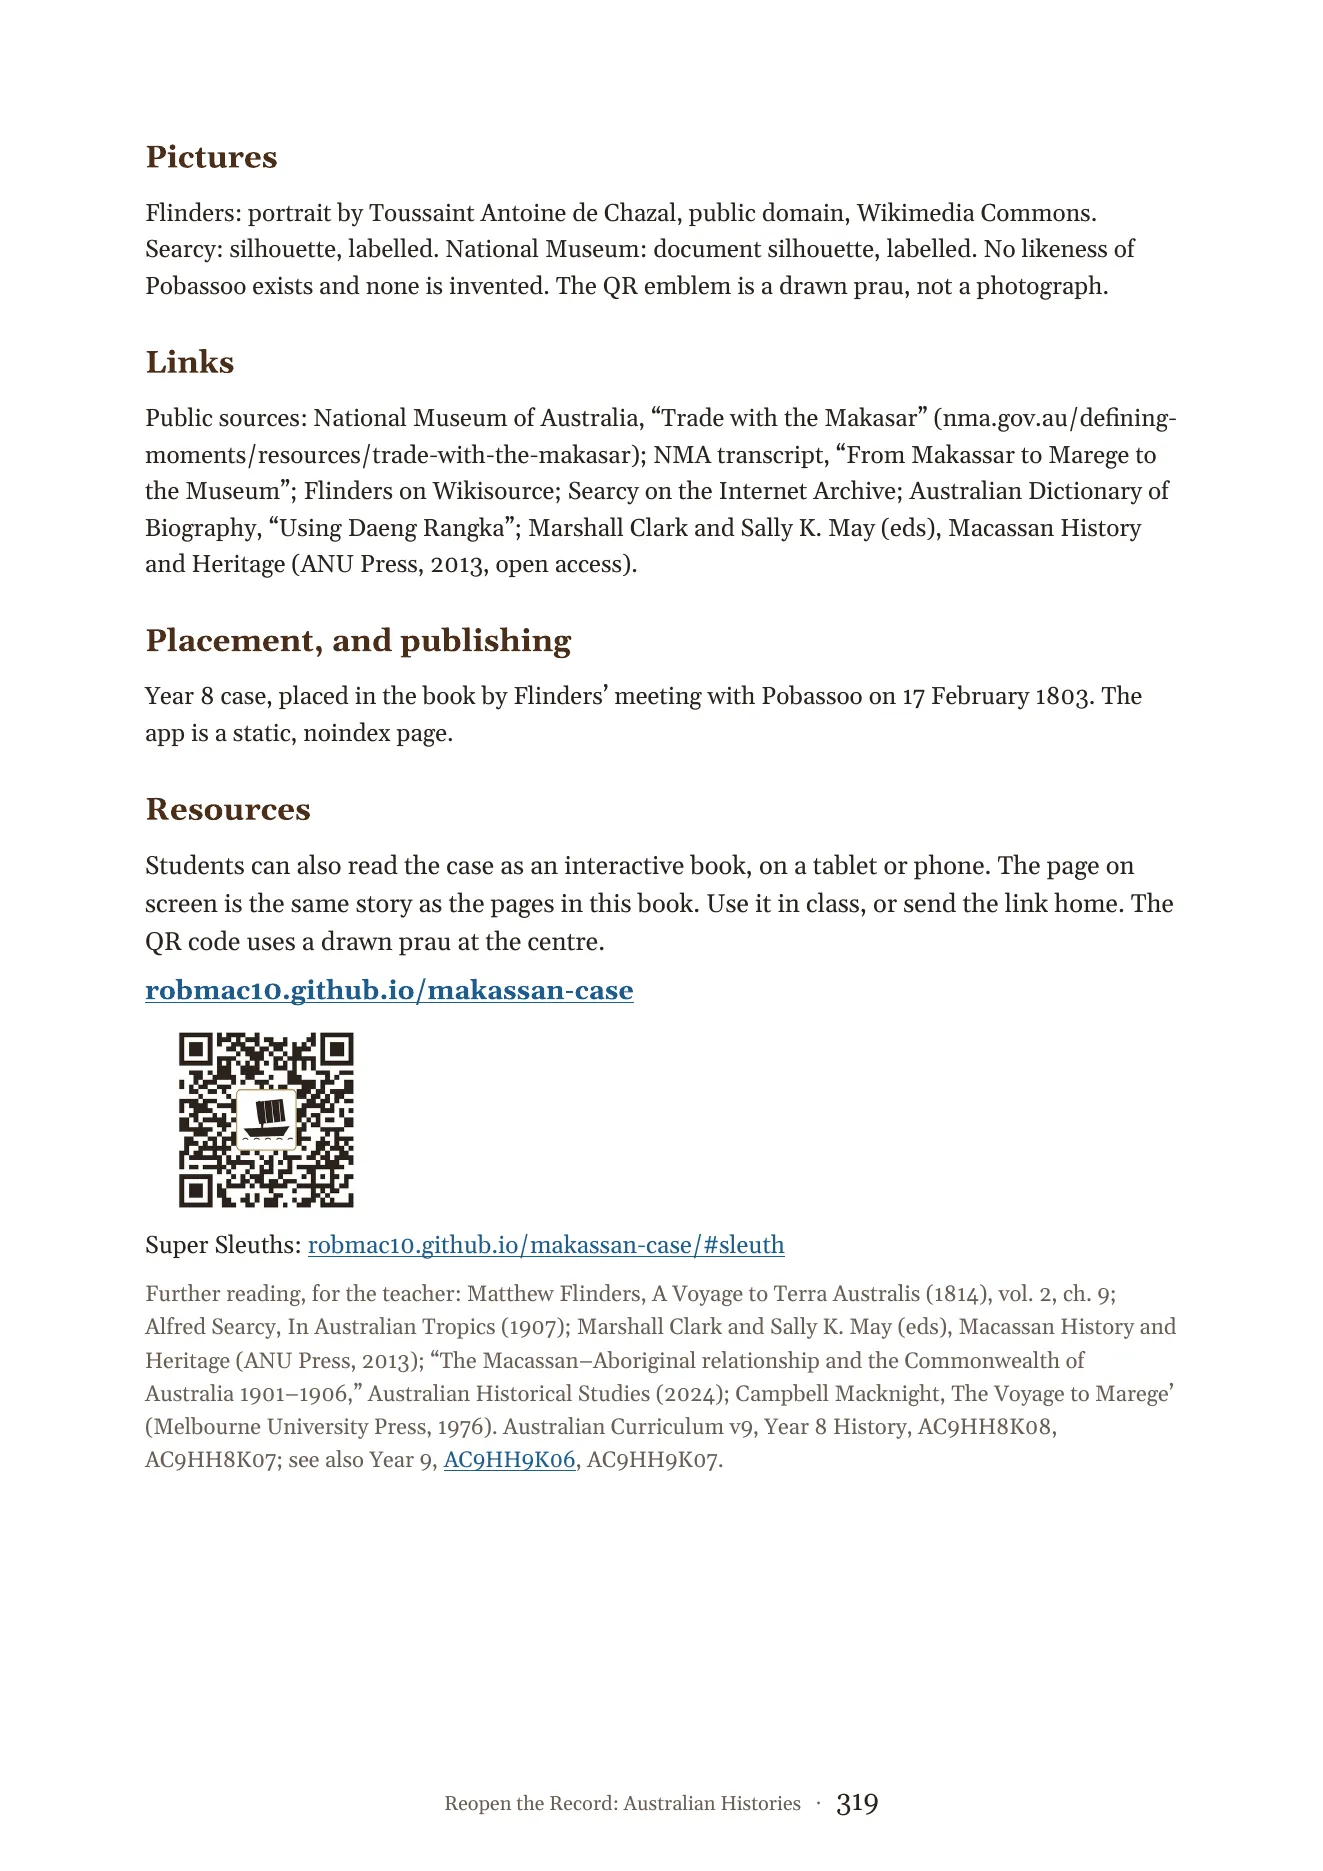 Pictures
Flinders: portrait by Toussaint Antoine de Chazal, public domain, Wikimedia Commons.
Searcy: silhouette, labelled. National Museum: document silhouette, labelled. No likeness of
Pobassoo exists and none is invented. The QR emblem is a drawn prau, not a photograph.
Links
Public sources: National Museum of Australia, “Trade with the Makasar” (nma.gov.au/defining-
moments/resources/trade-with-the-makasar); NMA transcript, “From Makassar to Marege to
the Museum”; Flinders on Wikisource; Searcy on the Internet Archive; Australian Dictionary of
Biography, “Using Daeng Rangka”; Marshall Clark and Sally K. May (eds), Macassan History
and Heritage (ANU Press, 2013, open access).
Placement, and publishing
Year 8 case, placed in the book by Flinders’ meeting with Pobassoo on 17 February 1803. The
app is a static, noindex page.
Resources
Students can also read the case as an interactive book, on a tablet or phone. The page on
screen is the same story as the pages in this book. Use it in class, or send the link home. The
QR code uses a drawn prau at the centre.
robmac10.github.io/makassan-case
Super Sleuths: robmac10.github.io/makassan-case/#sleuth
Further reading, for the teacher: Matthew Flinders, A Voyage to Terra Australis (1814), vol. 2, ch. 9;
Alfred Searcy, In Australian Tropics (1907); Marshall Clark and Sally K. May (eds), Macassan History and
Heritage (ANU Press, 2013); “The Macassan–Aboriginal relationship and the Commonwealth of
Australia 1901–1906,” Australian Historical Studies (2024); Campbell Macknight, The Voyage to Marege’
(Melbourne University Press, 1976). Australian Curriculum v9, Year 8 History, AC9HH8K08,
AC9HH8K07; see also Year 9, AC9HH9K06, AC9HH9K07.
Reopen the Record: Australian Histories · 319